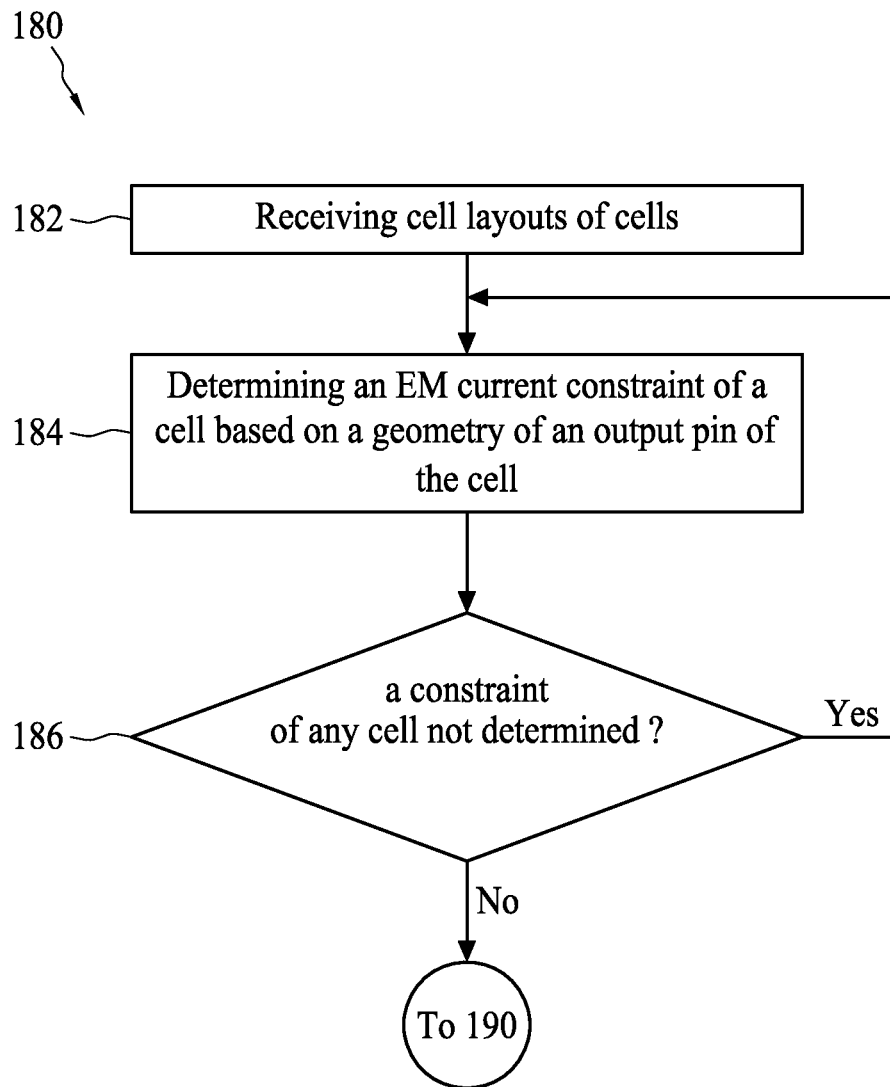 180
182
Receiving cell layouts of cells
184
Determining an EM current constraint of a
cell based on a geometry of an output pin of
the cell
186
a constraint
of any cell not determined ?
Yes
No
To 190